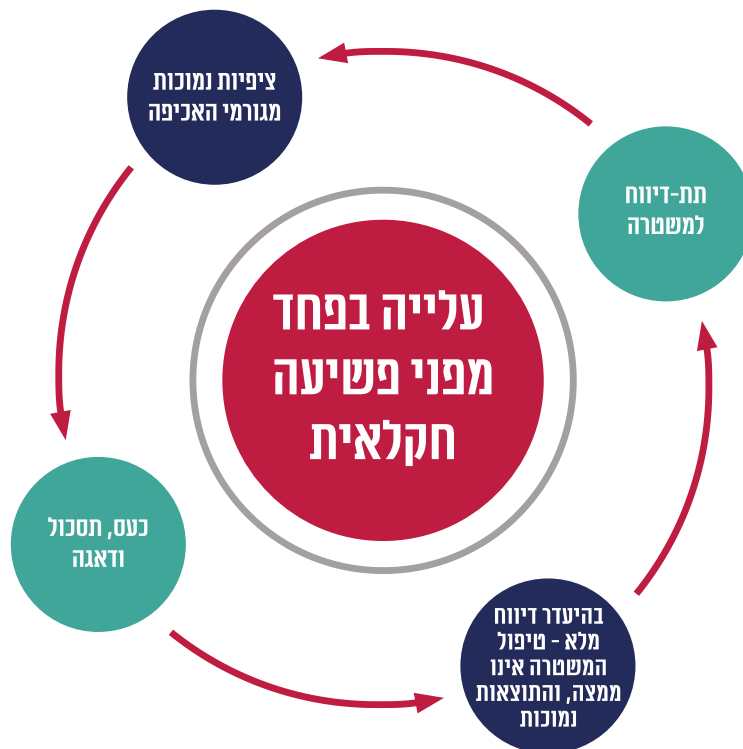 ציפיות נמוכות
מגורמי האכיפה
תת-דיווח
למשטרה
עלייה בפחד
מפני פשיעה
חקלאית
כעס, תסכול
ודאגה
בהיעדר דיווח
מלא - טיפול
המשטרה אינו
ממצה, והתוצאות
נמוכות